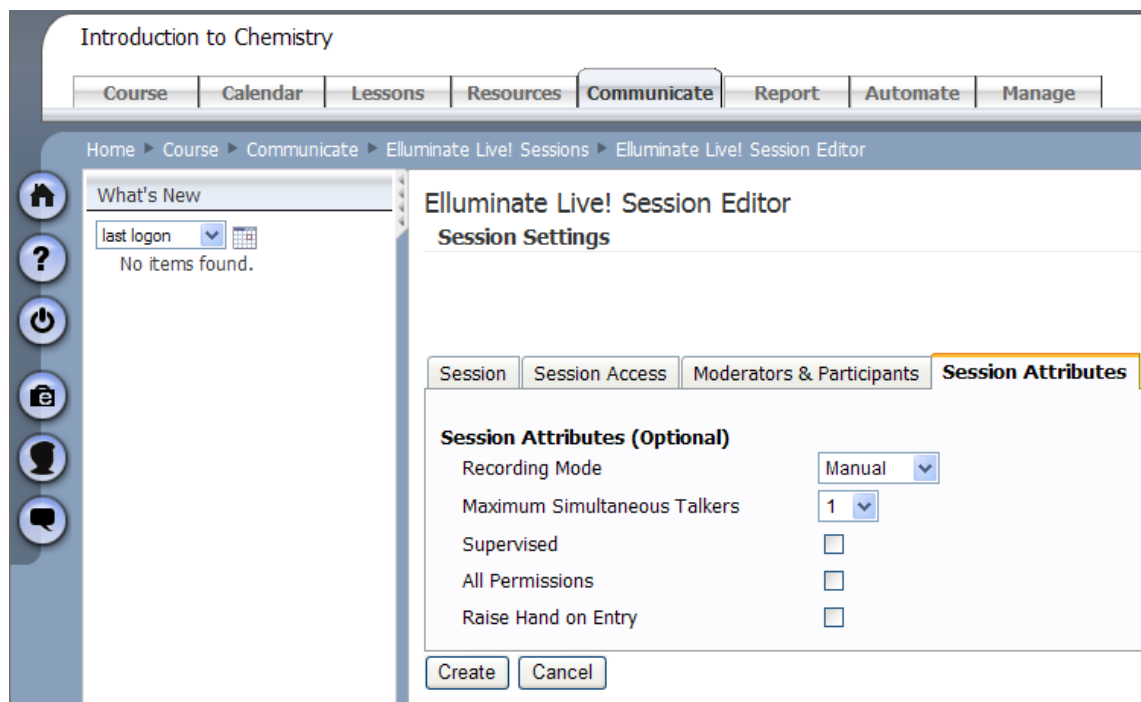 Introduction to Chemistry
Course Calendar Lessons Resources Communicate Report Automate Manage
Home Course Communicate Elluminate Live! Sessions Elluminate Live! Session Editor
What's New
last logon
No items found.
Elluminate Live! Session Editor
Session Settings
Session Session Access Moderators & Participants Session Attributes
Session Attributes (Optional)
Recording Mode Manual
Maximum Simultaneous Talkers 1
Supervised
All Permissions
Raise Hand on Entry
Create Cancel
?
e